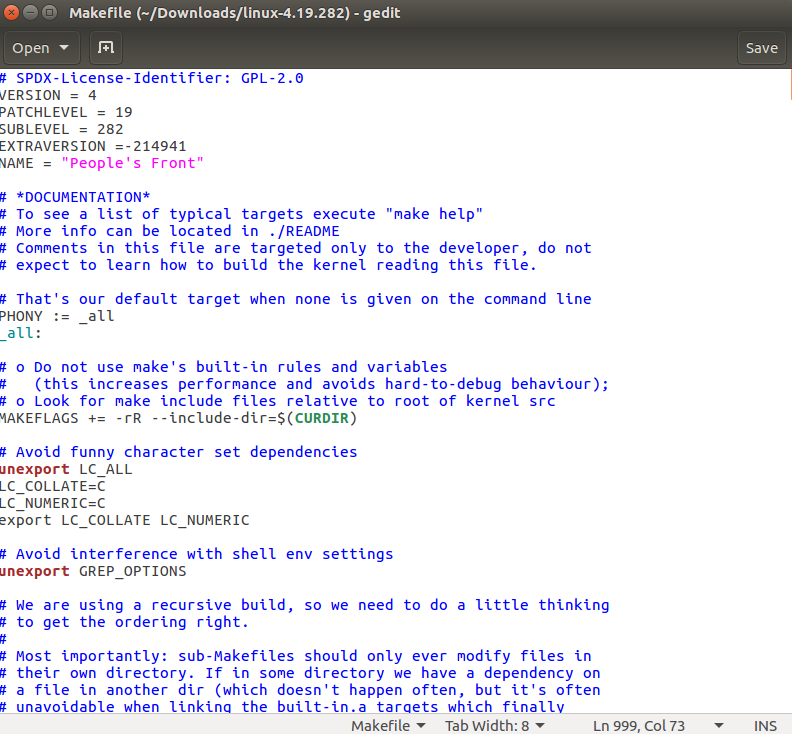 Makefile (~/Downloads/linux-4.19.282) - gedit
Open
Save
# SPDX-License-Identifier: GPL-2.0
VERSION = 4
PATCHLEVEL = 19
SUBLEVEL = 282
EXTRAVERSION =-214941
NAME = "People's Front"
# *DOCUMENTATION*
# To see a list of typical targets execute "make help"
# More info can be located in ./README
# Comments in this file are targeted only to the developer, do not
# expect to learn how to build the kernel reading this file.
# That's our default target when none is given on the command line
PHONY := _all
_all:
# o Do not use make's built-in rules and variables
#   (this increases performance and avoids hard-to-debug behaviour);
# o Look for make include files relative to root of kernel src
MAKEFLAGS += -rR --include-dir=$(CURDIR)
# Avoid funny character set dependencies
unexport LC_ALL
LC_COLLATE=C
LC_NUMERIC=C
export LC_COLLATE LC_NUMERIC
# Avoid interference with shell env settings
unexport GREP_OPTIONS
# We are using a recursive build, so we need to do a little thinking
# to get the ordering right.
#
# Most importantly: sub-Makefiles should only ever modify files in
# their own directory. If in some directory we have a dependency on
# a file in another dir (which doesn't happen often, but it's often
# unavoidable when linking the built-in.a targets which finally
Makefile
Tab Width: 8
Ln 999, Col 73
INS